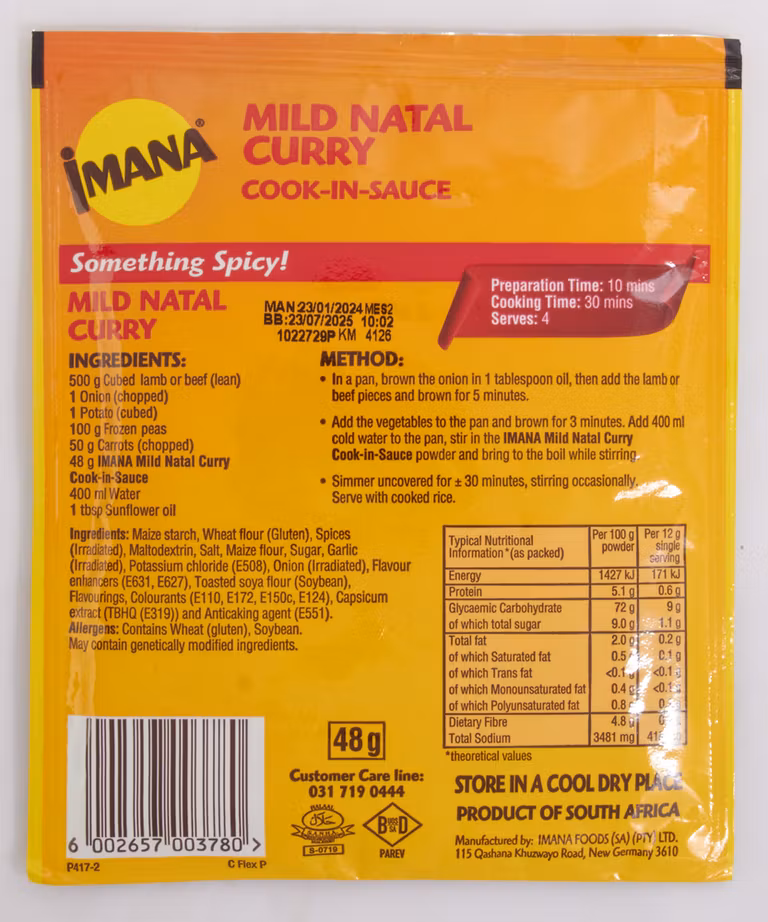 IMANA®
MILD NATAL
CURRY
COOK-IN-SAUCE
Something Spicy!
Preparation Time: 10 mins
Cooking Time: 30 mins
Serves: 4
MILD NATAL
CURRY
MAN:23/01/2024 MES2
BB:23/07/2025 10:02
1022729P KM 4126
INGREDIENTS:
500 g Cubed lamb or beef (lean)
1 Onion (chopped)
1 Potato (cubed)
100 g Frozen peas
50 g Carrots (chopped)
48 g IMANA Mild Natal Curry
Cook-in-Sauce
400 ml Water
1 tbsp Sunflower oil
METHOD:
• In a pan, brown the onion in 1 tablespoon oil, then add the lamb or
beef pieces and brown for 5 minutes.
• Add the vegetables to the pan and brown for 3 minutes. Add 400 ml
cold water to the pan, stir in the IMANA Mild Natal Curry
Cook-in-Sauce powder and bring to the boil while stirring.
• Simmer uncovered for ± 30 minutes, stirring occasionally.
Serve with cooked rice.
Ingredients: Maize starch, Wheat flour (Gluten), Spices
(Irradiated), Maltodextrin, Salt, Maize flour, Sugar, Garlic
(Irradiated), Potassium chloride (E508), Onion (Irradiated), Flavour
enhancers (E631, E627), Toasted soya flour (Soybean),
Flavourings, Colourants (E110, E172, E150c, E124), Capsicum
extract (TBHQ (E319)) and Anticaking agent (E551).
Allergens: Contains Wheat (gluten), Soybean.
May contain genetically modified ingredients.
Typical Nutritional Information *(as packed) Per 100 g powder Per 12 g single serving
Energy 1427 kJ 171 kJ
Protein 5.1 g 0.6 g
Glycaemic Carbohydrate 72 g 9 g
of which total sugar 9.0 g 1.1 g
Total fat 2.0 g 0.2 g
of which Saturated fat 0.5 0.1 g
of which Trans fat <0.1 g <0.1 g
of which Monounsaturated fat 0.4 g <0.1 g
of which Polyunsaturated fat 0.8
Dietary Fibre 4.8 g
Total Sodium 3481 mg
*theoretical values
48 g
Customer Care line:
031 719 0444
HALAAL
S-0719
BUOS SA D
PAREV
STORE IN A COOL DRY PLACE
PRODUCT OF SOUTH AFRICA
Manufactured by: IMANA FOODS (SA) (PTY) LTD.
115 Qashana Khuzwayo Road, New Germany 3610
6 002657 003780 >
P417-2
C Flex P